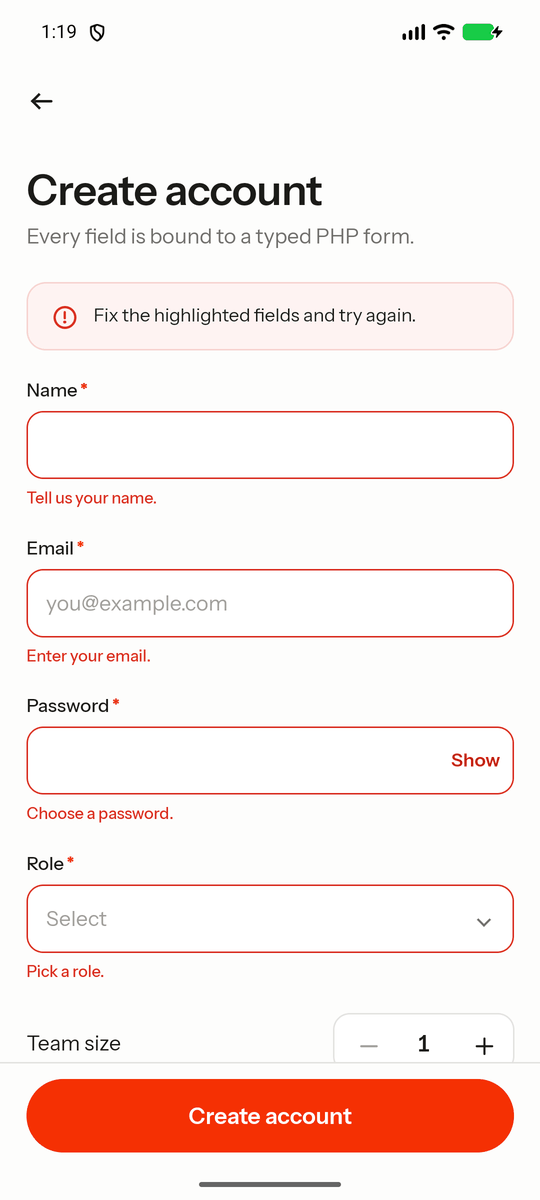 1:19
Create account
Every field is bound to a typed PHP form.
Fix the highlighted fields and try again.
Name *
Tell us your name.
Email *
you@example.com
Enter your email.
Password *
Show
Choose a password.
Role *
Select
Pick a role.
Team size
1
Create account